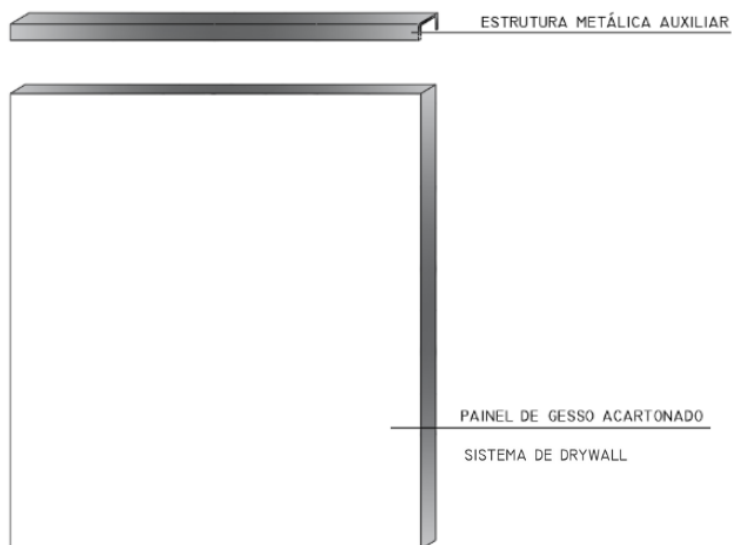 ESTRUTURA METÁLICA AUXILIAR
PAINEL DE GESSO ACARTONADO
SISTEMA DE DRYWALL